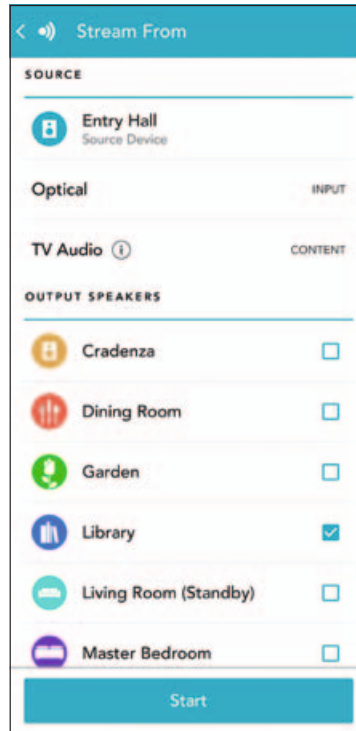 Stream From
SOURCE
Entry Hall
Source Device
Optical INPUT
TV Audio CONTENT
OUTPUT SPEAKERS
Cradenza
Dining Room
Garden
Library
Living Room (Standby)
Master Bedroom
Start